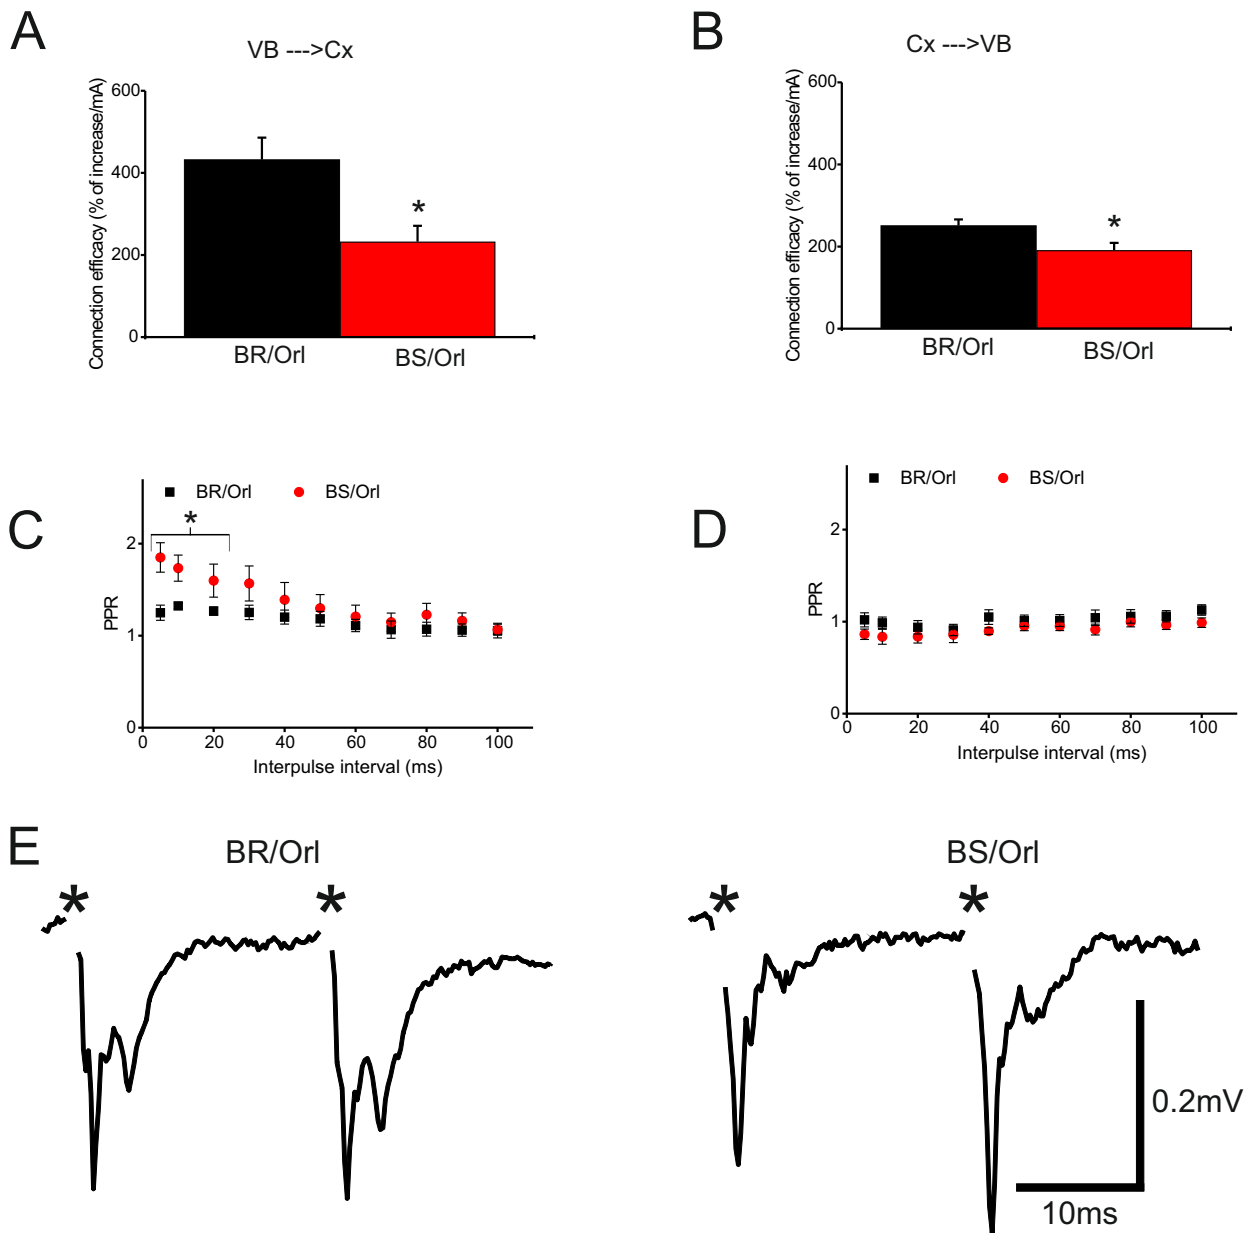 A
VB --->Cx
Connection efficacy (% of increase/mA)
600
400
200
0
*
BR/Orl
BS/Orl
B
Cx --->VB
Connection efficacy (% of increase/mA)
600
400
200
0
*
BR/Orl
BS/Orl
C
BR/Orl
BS/Orl
*
PPR
2
1
0
0 20 40 60 80 100
Interpulse interval (ms)
D
BR/Orl
BS/Orl
PPR
2
1
0
0 20 40 60 80 100
Interpulse interval (ms)
E
BR/Orl
* *
BS/Orl
* *
0.2mV
10ms